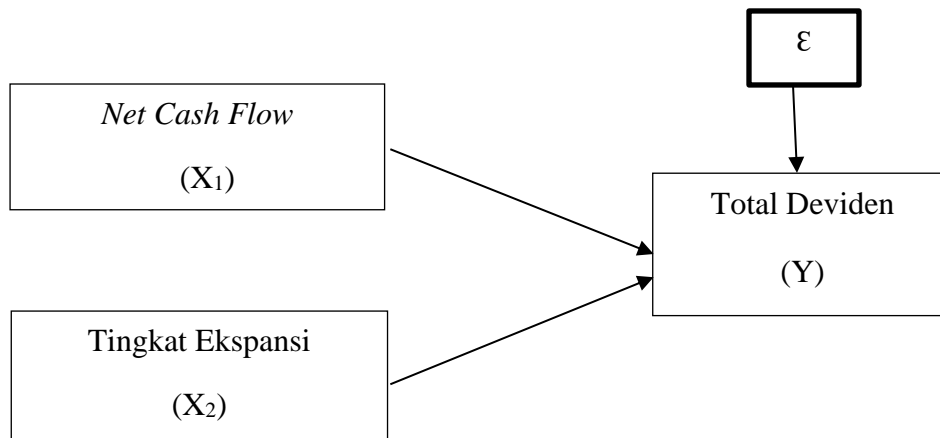 ε
Net Cash Flow
(X₁)
Total Deviden
(Y)
Tingkat Ekspansi
(X₂)